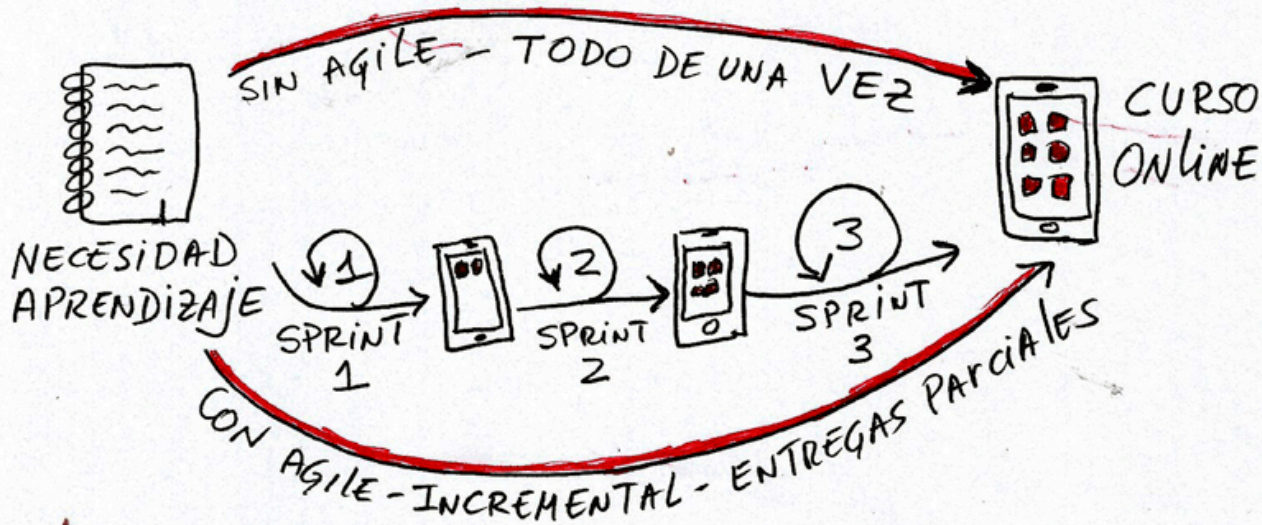 SIN AGILE - TODO DE UNA VEZ
CURSO
ONLINE
NECESIDAD
APRENDIZAJE
1
SPRINT
1
2
SPRINT
2
3
SPRINT
3
CON AGILE - INCREMENTAL - ENTREGAS PARCIALES